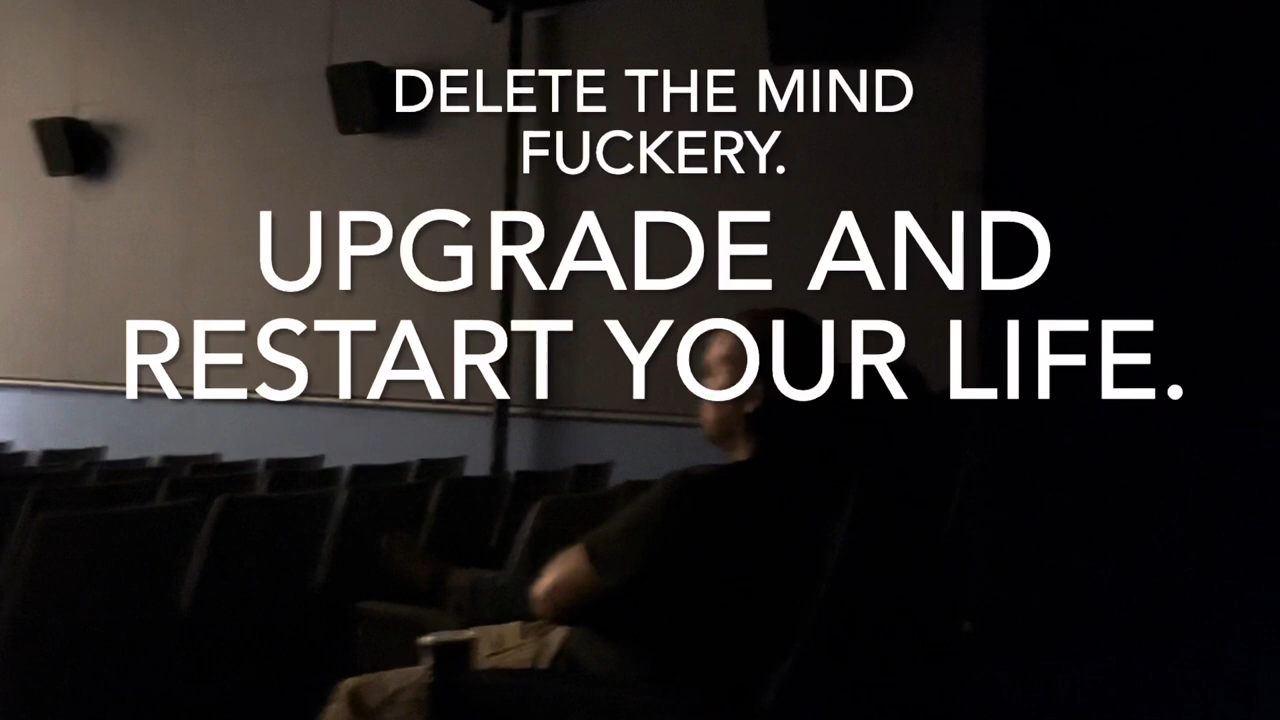 DELETE THE MIND
FUCKERY.
UPGRADE AND
RESTART YOUR LIFE.